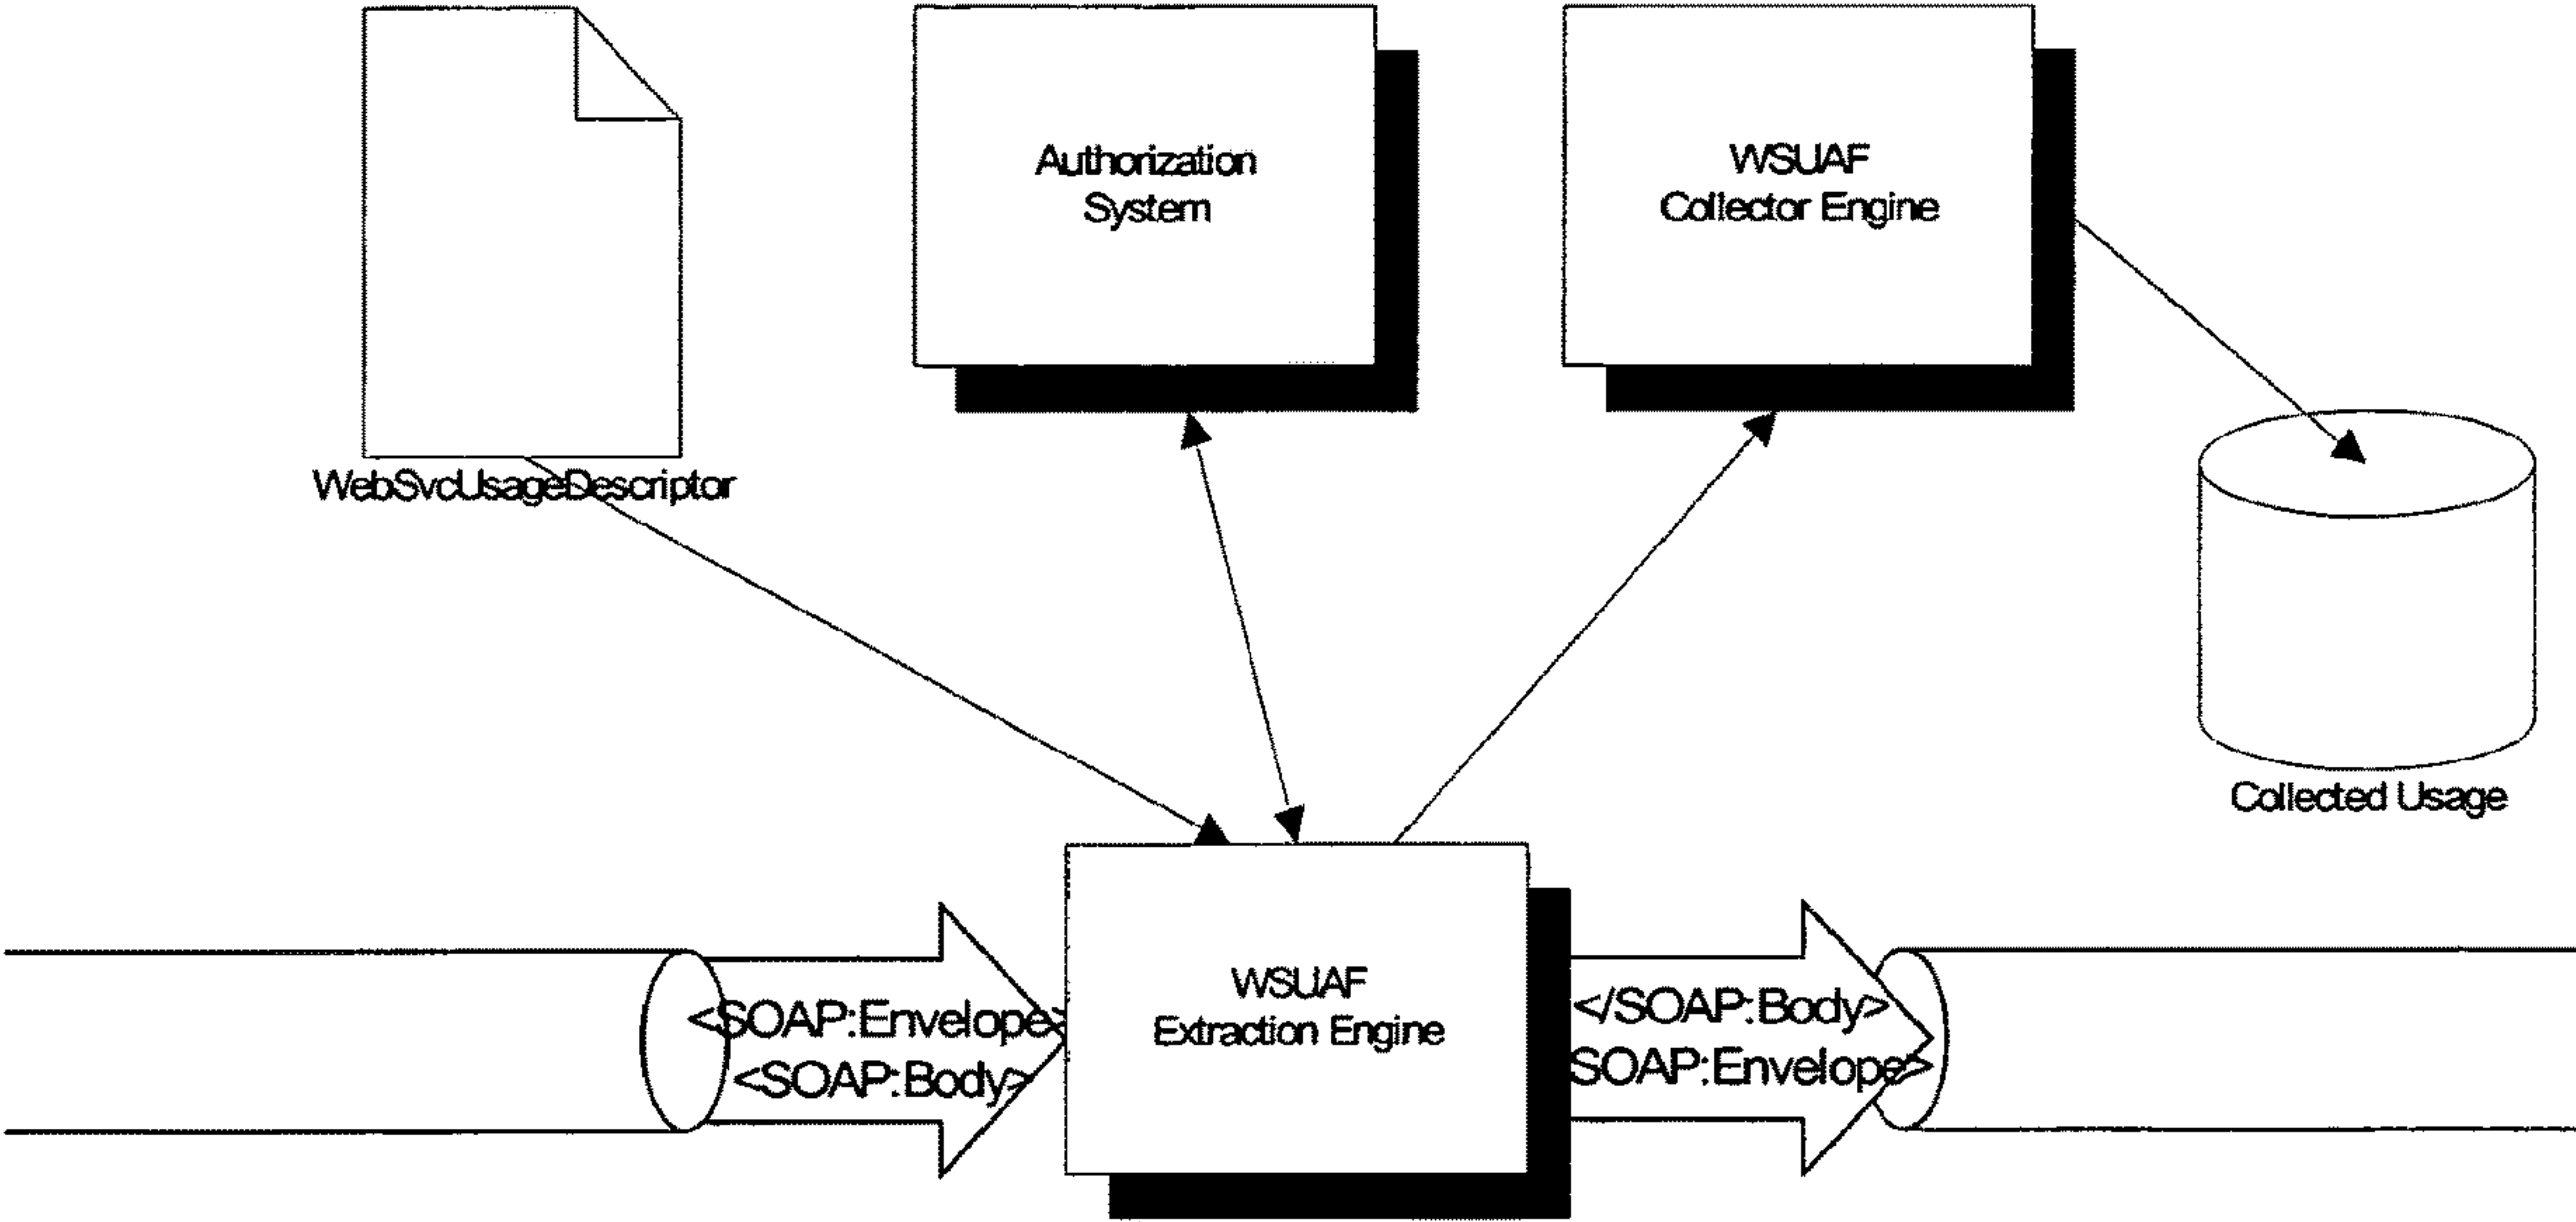 Authorization
System
WSUAF
Collector Engine
WebSvcUsageDescriptor
Collected Usage
WSUAF
Extraction Engine
<SOAP:Envelope>
<SOAP:Body>
</SOAP:Body>
SOAP:Envelope>